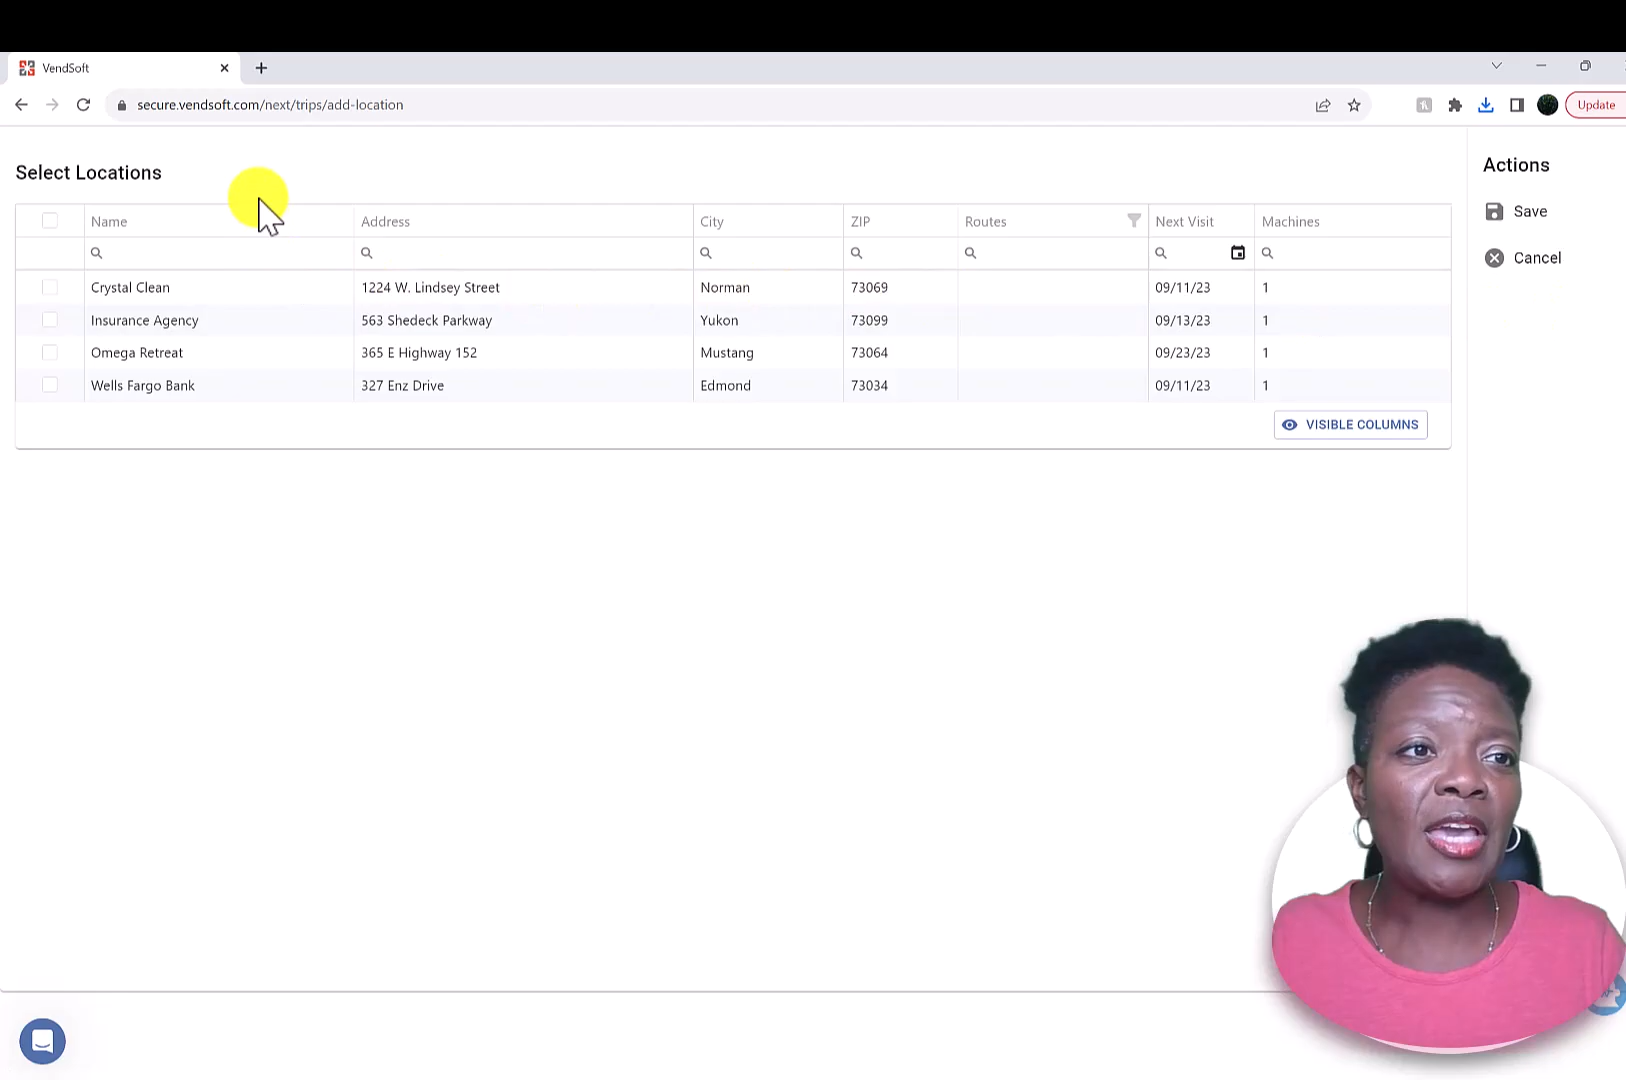 VendSoft
secure.vendsoft.com/next/trips/add-location
Update
Select Locations
Actions
Save
Cancel
Name Address City ZIP Routes Next Visit Machines
Crystal Clean 1224 W. Lindsey Street Norman 73069 09/11/23 1
Insurance Agency 563 Shedeck Parkway Yukon 73099 09/13/23 1
Omega Retreat 365 E Highway 152 Mustang 73064 09/23/23 1
Wells Fargo Bank 327 Enz Drive Edmond 73034 09/11/23 1
VISIBLE COLUMNS